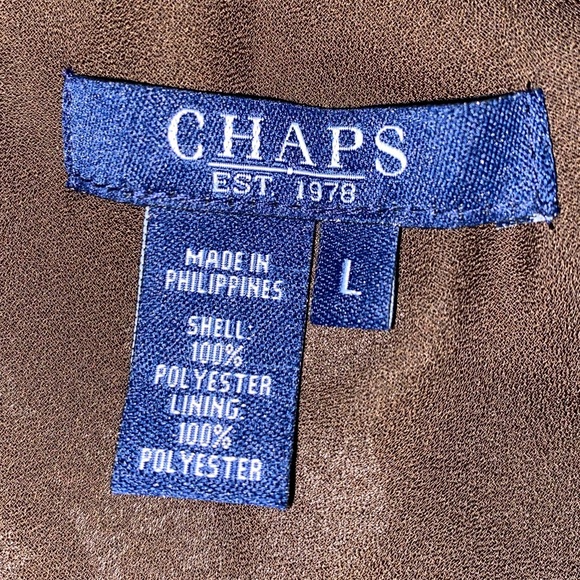 CHAPS
EST. 1978
MADE IN
PHILIPPINES
SHELL:
100%
POLYESTER
LINING:
100%
POLYESTER
L